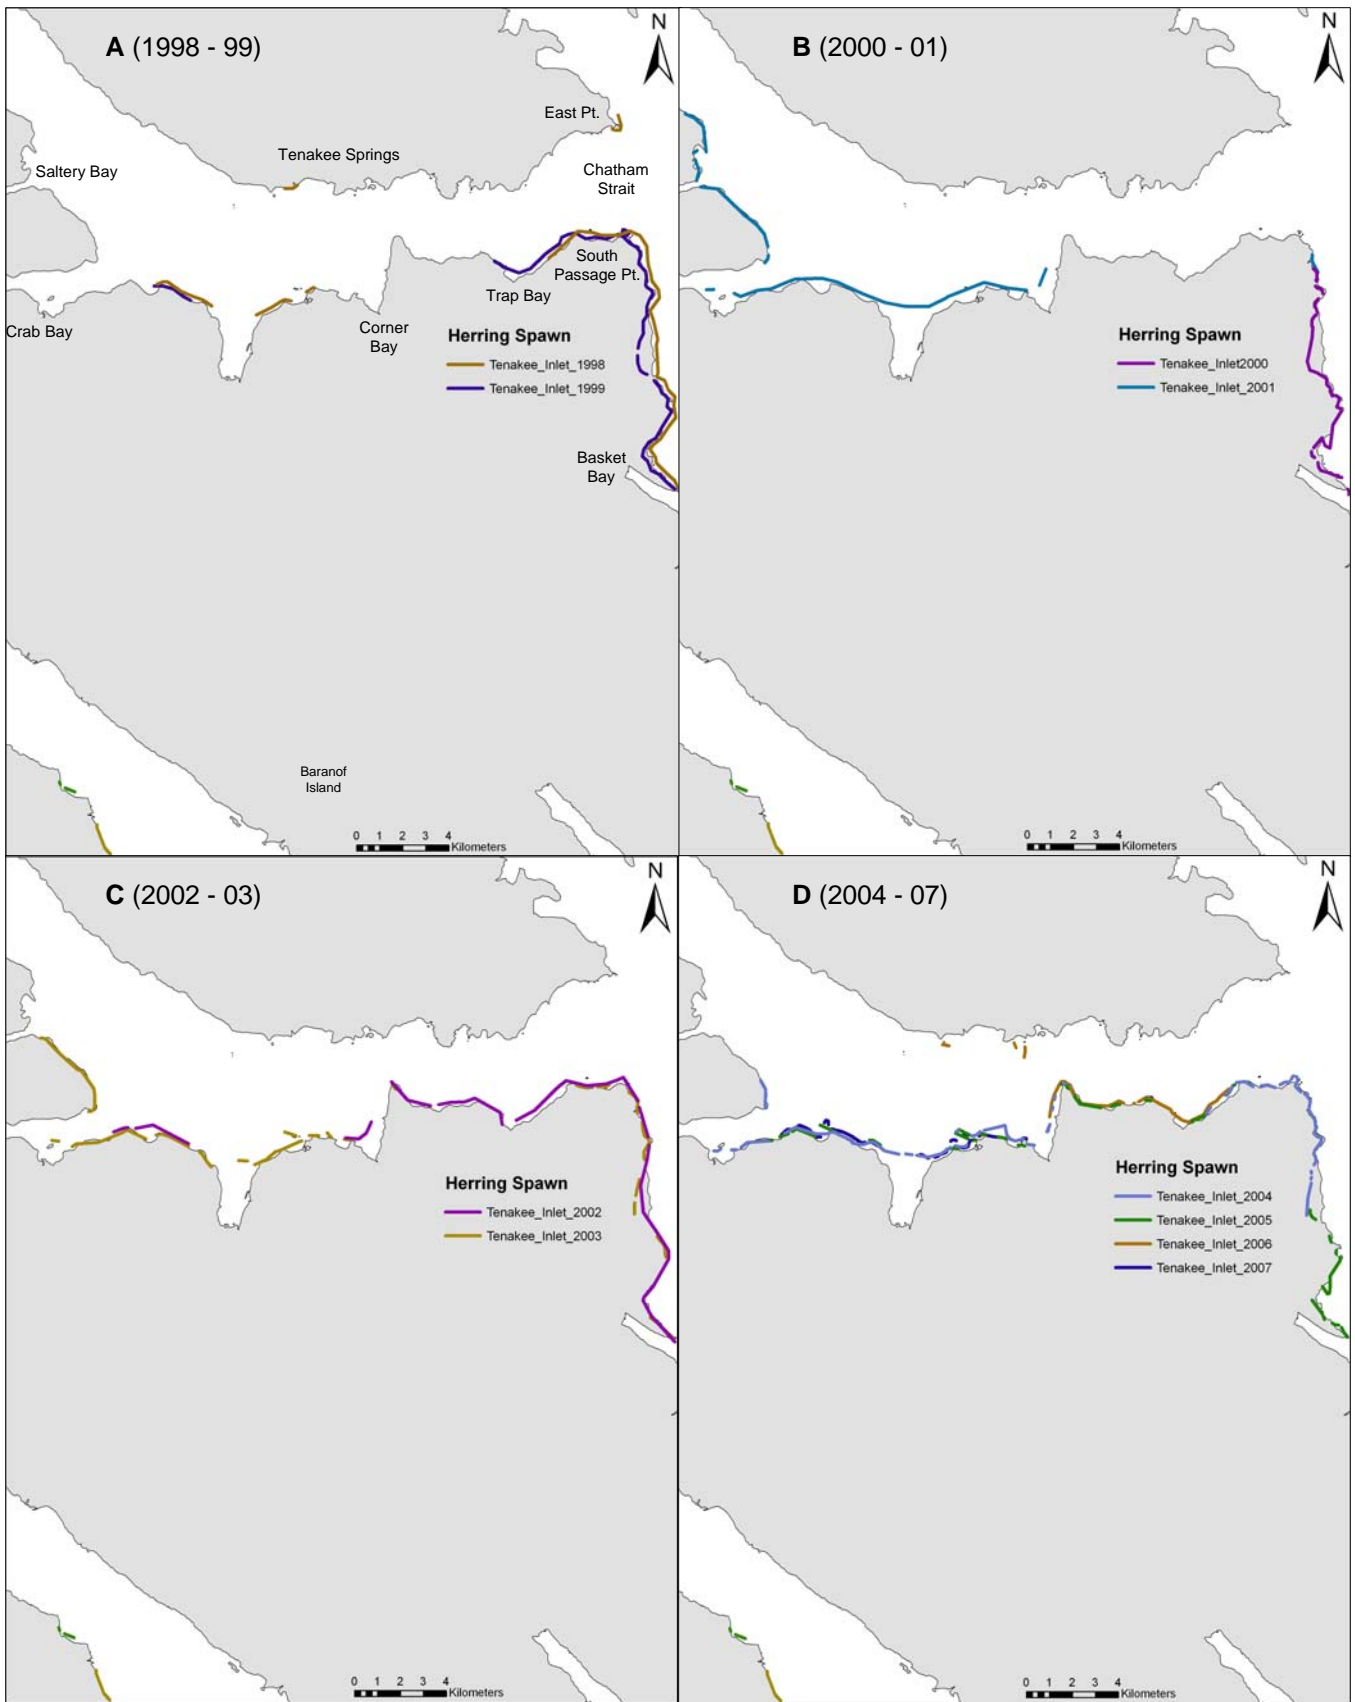 A (1998 - 99)
N
East Pt.
Tenakee Springs
Saltery Bay
Chatham
Strait
South
Passage Pt.
Trap Bay
Crab Bay
Corner
Bay
Herring Spawn
Tenakee_Inlet_1998
Tenakee_Inlet_1999
Basket
Bay
Baranof
Island
0 1 2 3 4
Kilometers
B (2000 - 01)
N
Herring Spawn
Tenakee_Inlet2000
Tenakee_Inlet_2001
0 1 2 3 4
Kilometers
C (2002 - 03)
N
Herring Spawn
Tenakee_Inlet_2002
Tenakee_Inlet_2003
0 1 2 3 4
Kilometers
D (2004 - 07)
N
Herring Spawn
Tenakee_Inlet_2004
Tenakee_Inlet_2005
Tenakee_Inlet_2006
Tenakee_Inlet_2007
0 1 2 3 4
Kilometers